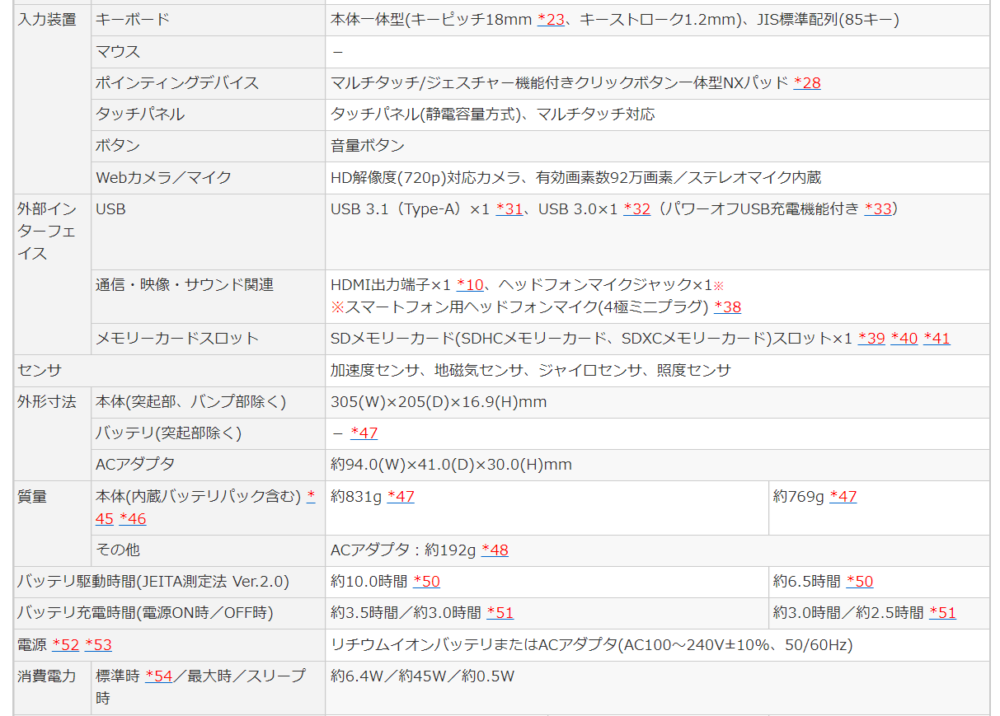 入力装置
キーボード
本体一体型(キーピッチ18mm *23、キーストローク1.2mm)、JIS標準配列(85キー)
マウス
－
ポインティングデバイス
マルチタッチ/ジェスチャー機能付きクリックボタン一体型NXパッド *28
タッチパネル
タッチパネル(静電容量方式)、マルチタッチ対応
ボタン
音量ボタン
Webカメラ／マイク
HD解像度(720p)対応カメラ、有効画素数92万画素／ステレオマイク内蔵
外部イン
ターフェ
イス
USB
USB 3.1（Type-A）×1 *31、USB 3.0×1 *32（パワーオフUSB充電機能付き *33）
通信・映像・サウンド関連
HDMI出力端子×1 *10、ヘッドフォンマイクジャック×1※
※スマートフォン用ヘッドフォンマイク(4極ミニプラグ) *38
メモリーカードスロット
SDメモリーカード(SDHCメモリーカード、SDXCメモリーカード)スロット×1 *39 *40 *41
センサ
加速度センサ、地磁気センサ、ジャイロセンサ、照度センサ
外形寸法
本体(突起部、バンプ部除く)
305(W)×205(D)×16.9(H)mm
バッテリ(突起部除く)
－ *47
ACアダプタ
約94.0(W)×41.0(D)×30.0(H)mm
質量
本体(内蔵バッテリパック含む) *
45 *46
約831g *47
約769g *47
その他
ACアダプタ：約192g *48
バッテリ駆動時間(JEITA測定法 Ver.2.0)
約10.0時間 *50
約6.5時間 *50
バッテリ充電時間(電源ON時／OFF時)
約3.5時間／約3.0時間 *51
約3.0時間／約2.5時間 *51
電源 *52 *53
リチウムイオンバッテリまたはACアダプタ(AC100～240V±10%、50/60Hz)
消費電力
標準時 *54／最大時／スリープ
時
約6.4W／約45W／約0.5W